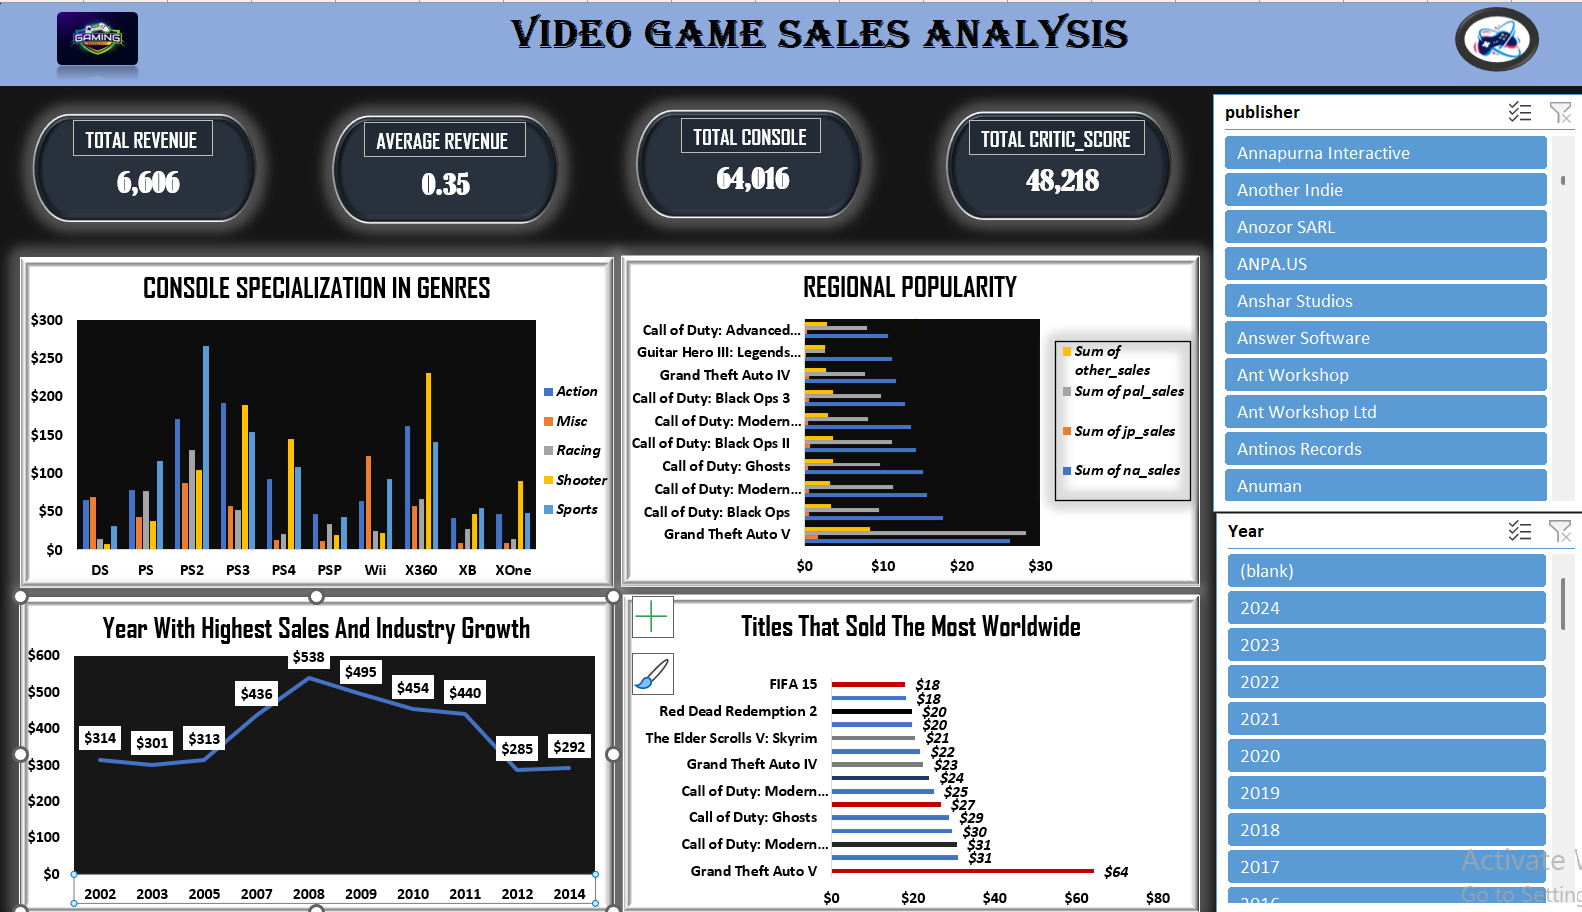 GAMING
VIDEO GAME SALES ANALYSIS
TOTAL REVENUE
6,606
AVERAGE REVENUE
0.35
TOTAL CONSOLE
64,016
TOTAL CRITIC_SCORE
48,218
publisher
Annapurna Interactive
Another Indie
Anozor SARL
ANPA.US
Anshar Studios
Answer Software
Ant Workshop
Ant Workshop Ltd
Antinos Records
Anuman
CONSOLE SPECIALIZATION IN GENRES
$300
$250
$200
$150
$100
$50
$0
DS PS PS2 PS3 PS4 PSP Wii X360 XB XOne
Action
Misc
Racing
Shooter
Sports
REGIONAL POPULARITY
Call of Duty: Advanced...
Guitar Hero III: Legends...
Grand Theft Auto IV
Call of Duty: Black Ops 3
Call of Duty: Modern...
Call of Duty: Black Ops II
Call of Duty: Ghosts
Call of Duty: Modern...
Call of Duty: Black Ops
Grand Theft Auto V
$0 $10 $20 $30
Sum of
other_sales
Sum of pal_sales
Sum of jp_sales
Sum of na_sales
Year
(blank)
2024
2023
2022
2021
2020
2019
2018
2017
2016
Year With Highest Sales And Industry Growth
$600
$500
$400
$300
$200
$100
$0
$314
$301
$313
$436
$538
$495
$454
$440
$285
$292
2002 2003 2005 2007 2008 2009 2010 2011 2012 2014
Titles That Sold The Most Worldwide
FIFA 15 $18
$18
Red Dead Redemption 2 $20
$20
The Elder Scrolls V: Skyrim $21
$22
Grand Theft Auto IV $23
$24
Call of Duty: Modern... $25
$27
Call of Duty: Ghosts $29
$30
Call of Duty: Modern... $31
$31
Grand Theft Auto V $64
$0 $20 $40 $60 $80
Activate W
Go to Setting